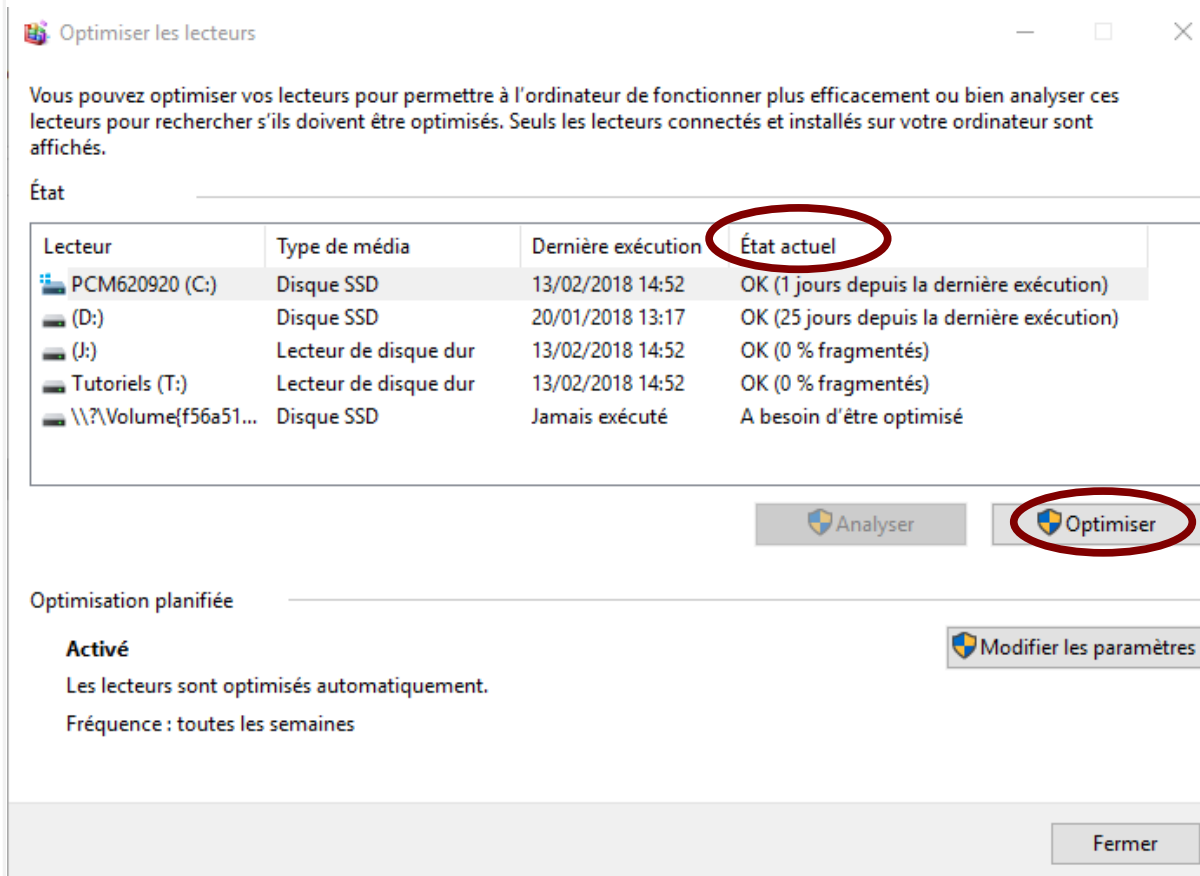 Optimiser les lecteurs
Vous pouvez optimiser vos lecteurs pour permettre à l’ordinateur de fonctionner plus efficacement ou bien analyser ces
lecteurs pour rechercher s’ils doivent être optimisés. Seuls les lecteurs connectés et installés sur votre ordinateur sont
affichés.
État
Lecteur Type de média Dernière exécution État actuel
PCM620920 (C:) Disque SSD 13/02/2018 14:52 OK (1 jours depuis la dernière exécution)
(D:) Disque SSD 20/01/2018 13:17 OK (25 jours depuis la dernière exécution)
(J:) Lecteur de disque dur 13/02/2018 14:52 OK (0 % fragmentés)
Tutoriels (T:) Lecteur de disque dur 13/02/2018 14:52 OK (0 % fragmentés)
\\?\Volume{f56a51... Disque SSD Jamais exécuté A besoin d’être optimisé
Analyser Optimiser
Optimisation planifiée
Activé Modifier les paramètres
Les lecteurs sont optimisés automatiquement.
Fréquence : toutes les semaines
Fermer